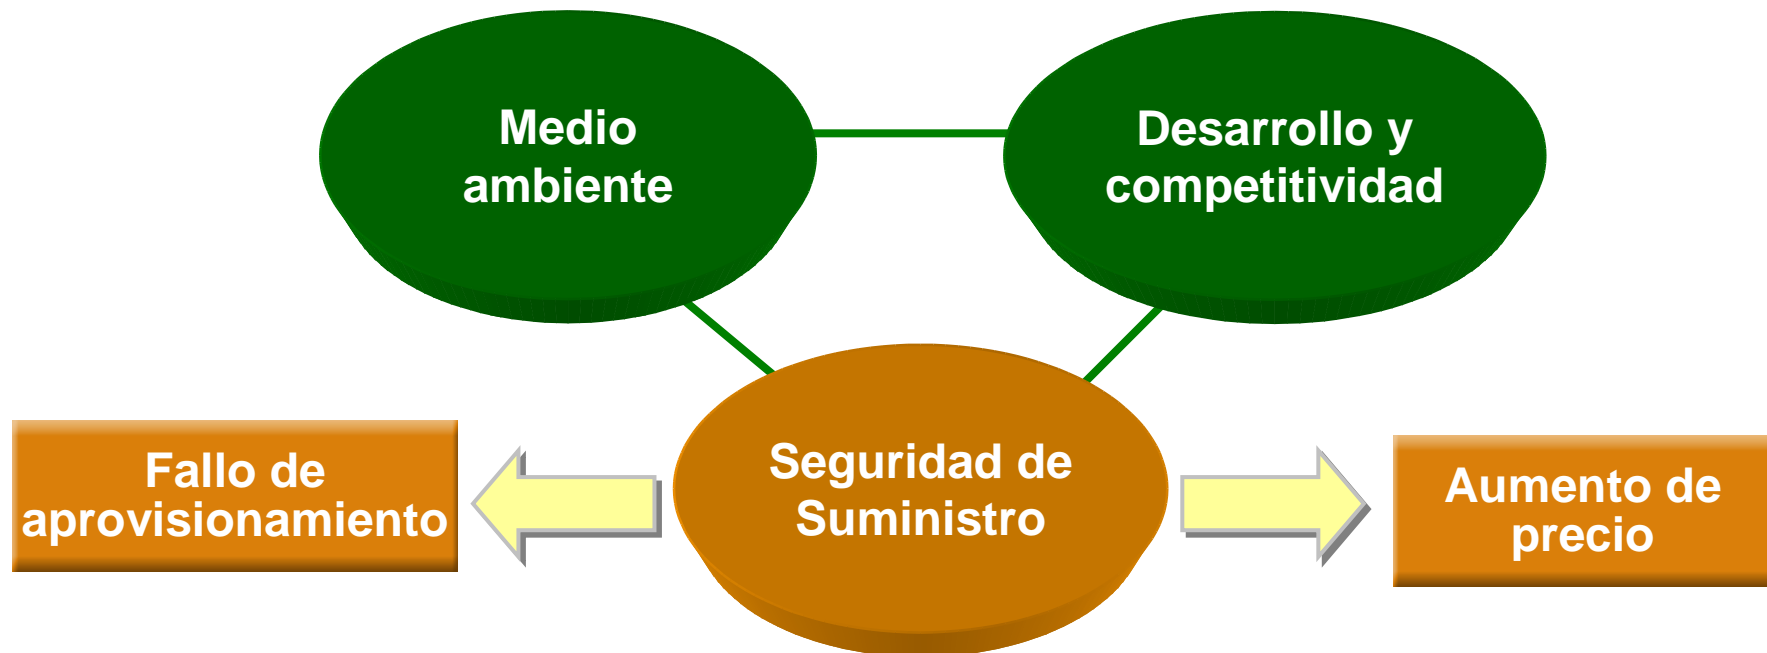 Medio
ambiente
Desarrollo y
competitividad
Seguridad de
Suministro
Fallo de
aprovisionamiento
Aumento de
precio